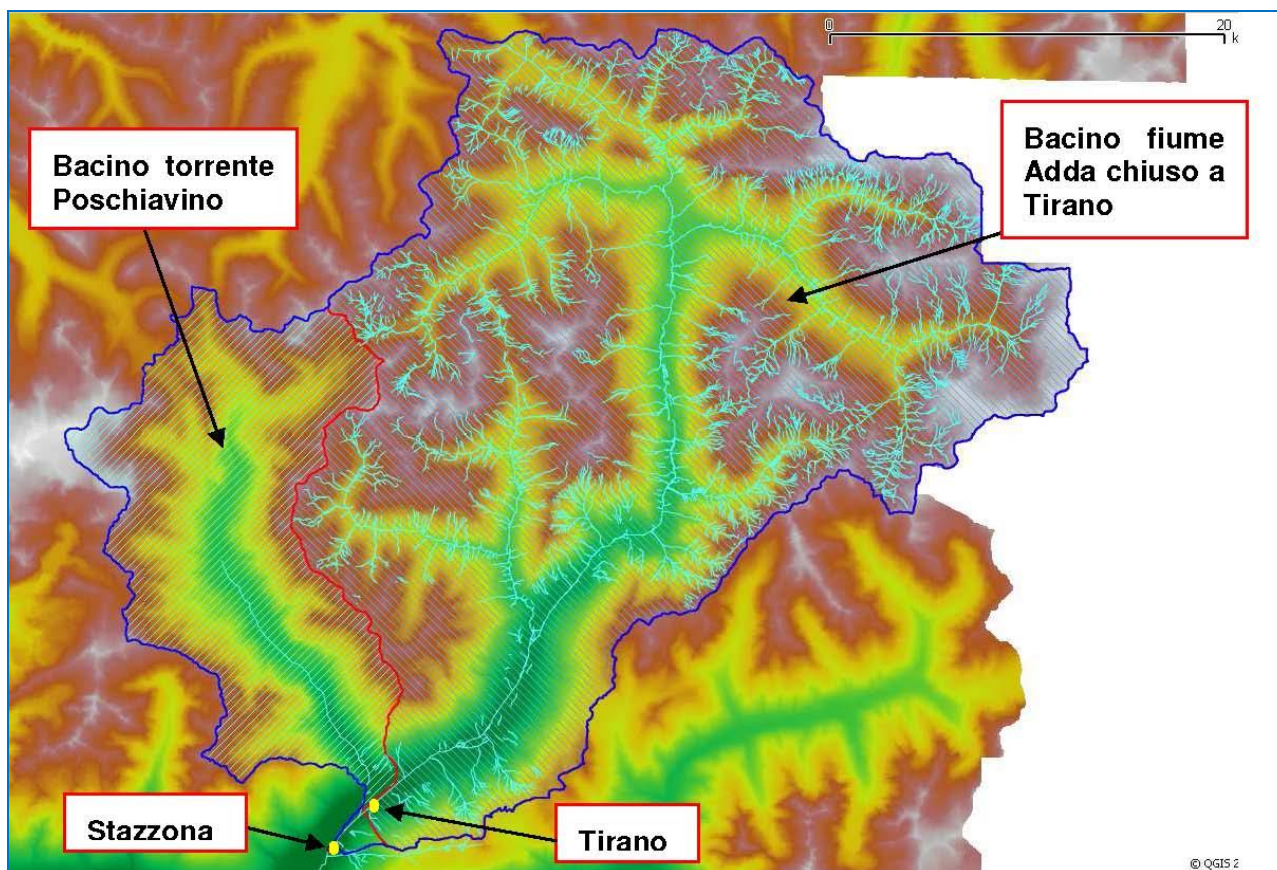 0 20
k
Bacino torrente
Poschiavino
Bacino fiume
Adda chiuso a
Tirano
Stazzona
Tirano
© QGIS 2